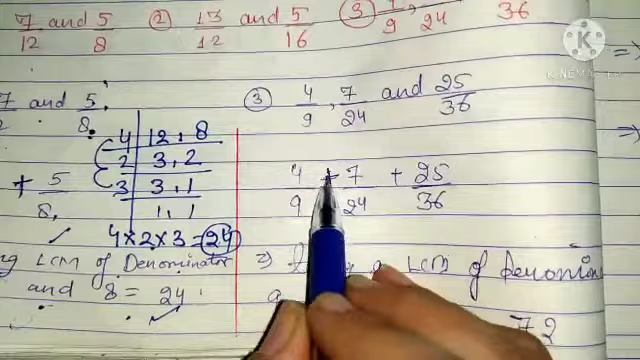 7/12 and 5/8 ② 13/12 and 5/16 ③ 7/9, /24 36
KINEMASTER
7 and 5/8. ③ 4/9, 7/24 and 25/36
4 | 12, 8
2 | 3, 2
3 | 3, 1
1, 1
+ 5/8,
4/9 + 7/24 + 25/36
4×2×3 = 24
LCM of Denominator
⇒ LCM of Denomin
and 8 = 24
72